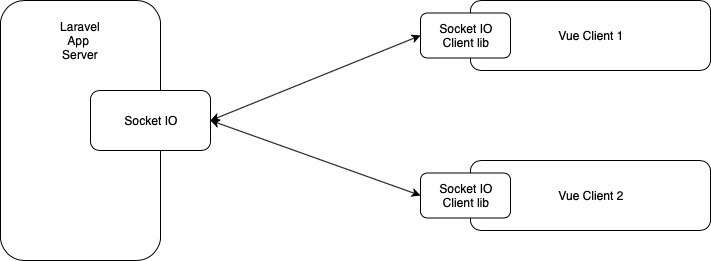 Laravel
App
Server
Socket IO
Socket IO
Client lib
Vue Client 1
Socket IO
Client lib
Vue Client 2